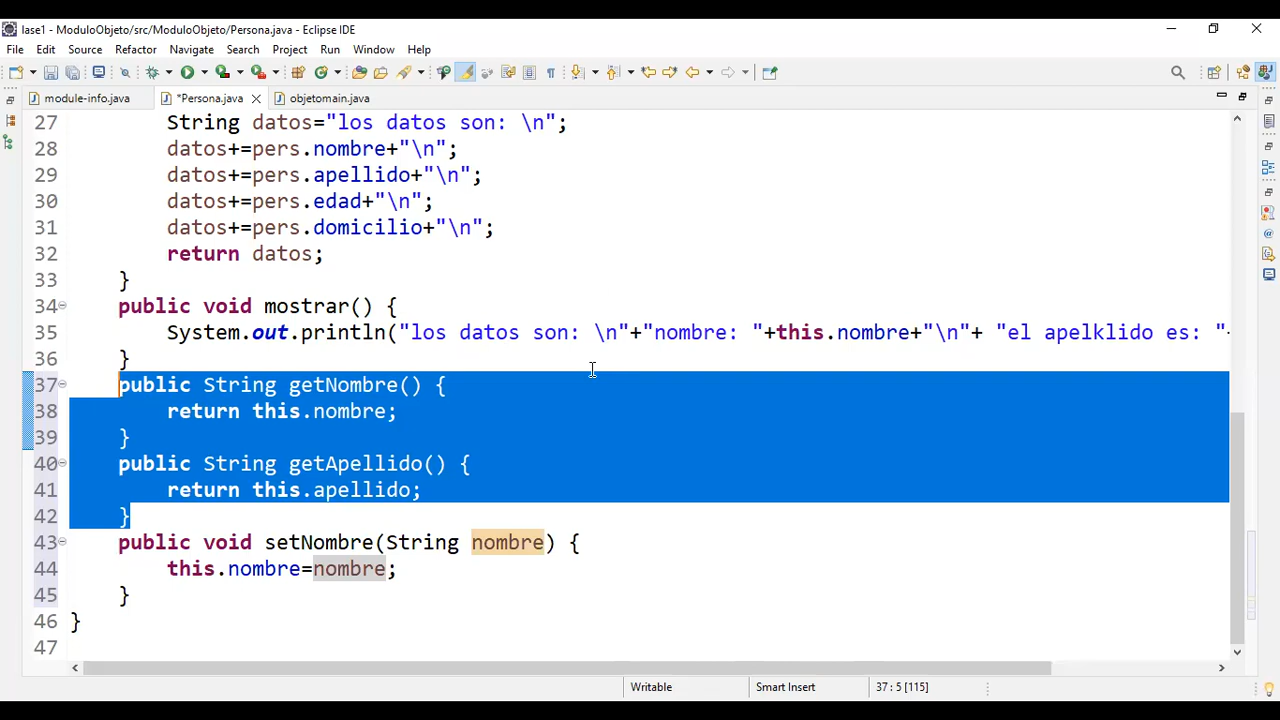 lase1 - ModuloObjeto/src/ModuloObjeto/Persona.java - Eclipse IDE
File Edit Source Refactor Navigate Search Project Run Window Help
module-info.java *Persona.java objetomain.java
27 String datos="los datos son: \n";
28 datos+=pers.nombre+"\n";
29 datos+=pers.apellido+"\n";
30 datos+=pers.edad+"\n";
31 datos+=pers.domicilio+"\n";
32 return datos;
33 }
34 public void mostrar() {
35 System.out.println("los datos son: \n"+"nombre: "+this.nombre+"\n"+ "el apelklido es: "+
36 }
37 public String getNombre() {
38 return this.nombre;
39 }
40 public String getApellido() {
41 return this.apellido;
42 }
43 public void setNombre(String nombre) {
44 this.nombre=nombre;
45 }
46 }
47
Writable Smart Insert 37 : 5 [115]